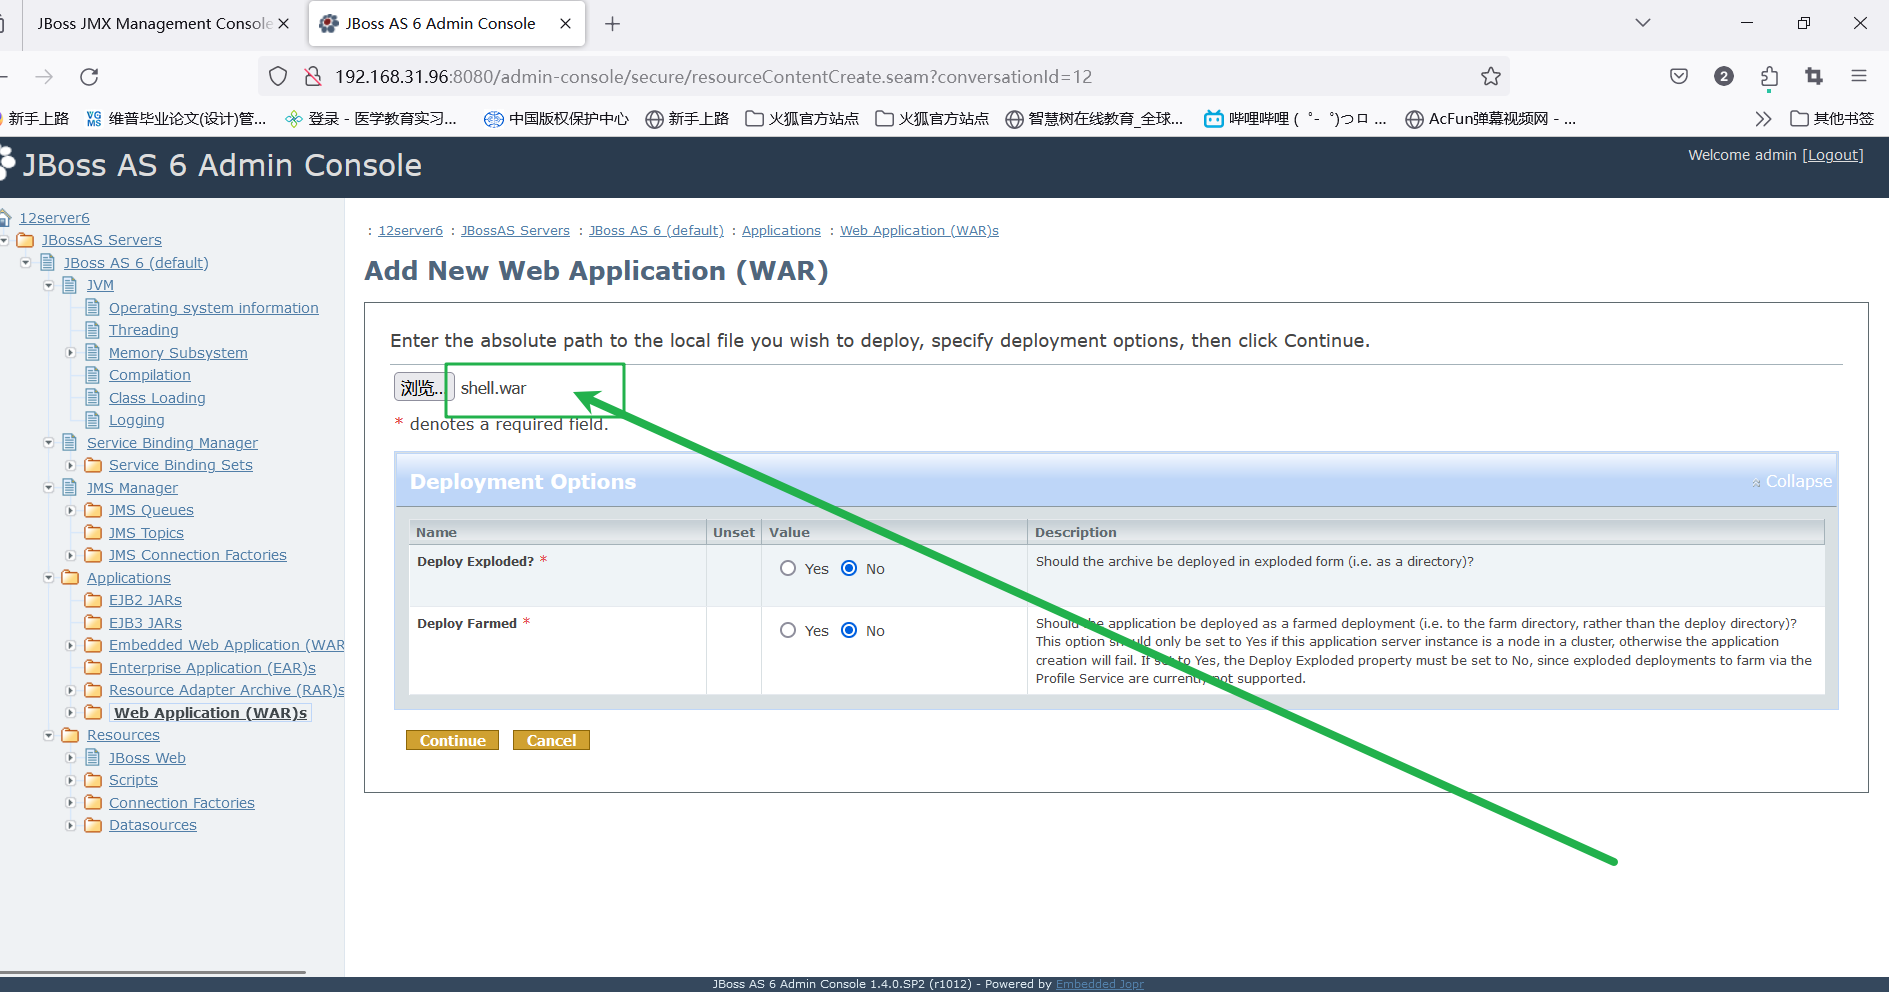 JBoss JMX Management Console
JBoss AS 6 Admin Console
192.168.31.96:8080/admin-console/secure/resourceContentCreate.seam?conversationId=12
2
新手上路
VG MS 维普毕业论文(设计)管...
登录 - 医学教育实习...
中国版权保护中心
新手上路
火狐官方站点
火狐官方站点
智慧树在线教育_全球...
哔哩哔哩 ( ゜- ゜)つロ ...
AcFun弹幕视频网 - ...
其他书签
JBoss AS 6 Admin Console
Welcome admin [Logout]
12server6
JBossAS Servers
JBoss AS 6 (default)
JVM
Operating system information
Threading
Memory Subsystem
Compilation
Class Loading
Logging
Service Binding Manager
Service Binding Sets
JMS Manager
JMS Queues
JMS Topics
JMS Connection Factories
Applications
EJB2 JARs
EJB3 JARs
Embedded Web Application (WAR
Enterprise Application (EAR)s
Resource Adapter Archive (RAR)s
Web Application (WAR)s
Resources
JBoss Web
Scripts
Connection Factories
Datasources
: 12server6 : JBossAS Servers : JBoss AS 6 (default) : Applications : Web Application (WAR)s
Add New Web Application (WAR)
Enter the absolute path to the local file you wish to deploy, specify deployment options, then click Continue.
浏览... shell.war
* denotes a required field.
Deployment Options
Collapse
Name Unset Value Description
Deploy Exploded? * Yes No Should the archive be deployed in exploded form (i.e. as a directory)?
Deploy Farmed * Yes No Should the application be deployed as a farmed deployment (i.e. to the farm directory, rather than the deploy directory)?
This option should only be set to Yes if this application server instance is a node in a cluster, otherwise the application
creation will fail. If set to Yes, the Deploy Exploded property must be set to No, since exploded deployments to farm via the
Profile Service are currently not supported.
Continue Cancel
JBoss AS 6 Admin Console 1.4.0.SP2 (r1012) - Powered by Embedded Jopr